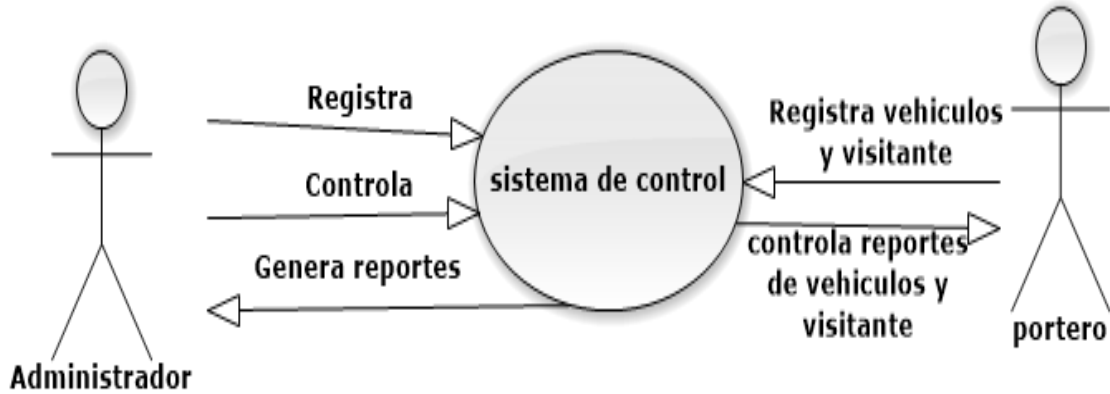 Registra
Controla
Genera reportes
Administrador
sistema de control
Registra vehiculos
y visitante
controla reportes
de vehiculos y
visitante
portero